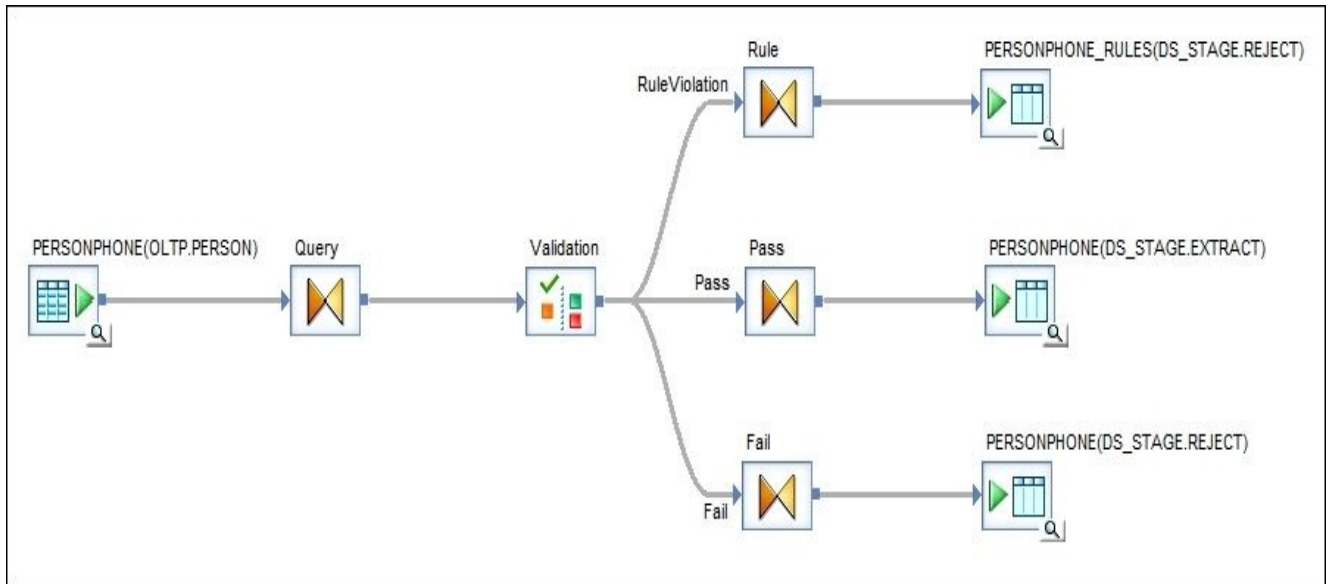 Rule
PERSONPHONE_RULES(DS_STAGE.REJECT)
RuleViolation
PERSONPHONE(OLTP.PERSON)
Query
Validation
Pass
PERSONPHONE(DS_STAGE.EXTRACT)
Pass
Fail
PERSONPHONE(DS_STAGE.REJECT)
Fail